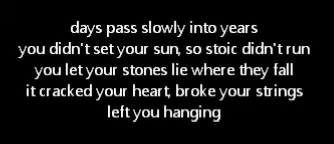 days pass slowly into years
you didn't set your sun, so stoic didn't run
you let your stones lie where they fall
it cracked your heart, broke your strings
left you hanging